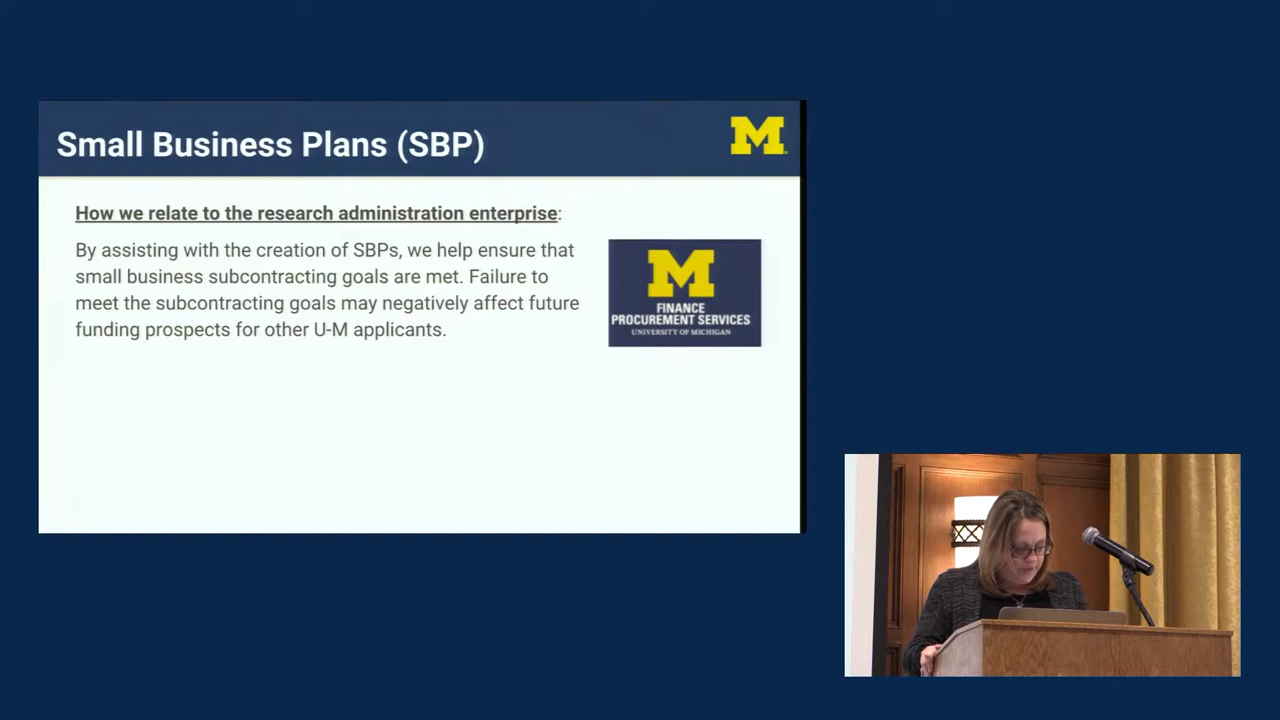 Small Business Plans (SBP)
M
How we relate to the research administration enterprise:
By assisting with the creation of SBPs, we help ensure that
small business subcontracting goals are met. Failure to
meet the subcontracting goals may negatively affect future
funding prospects for other U-M applicants.
M
FINANCE
PROCUREMENT SERVICES
UNIVERSITY OF MICHIGAN